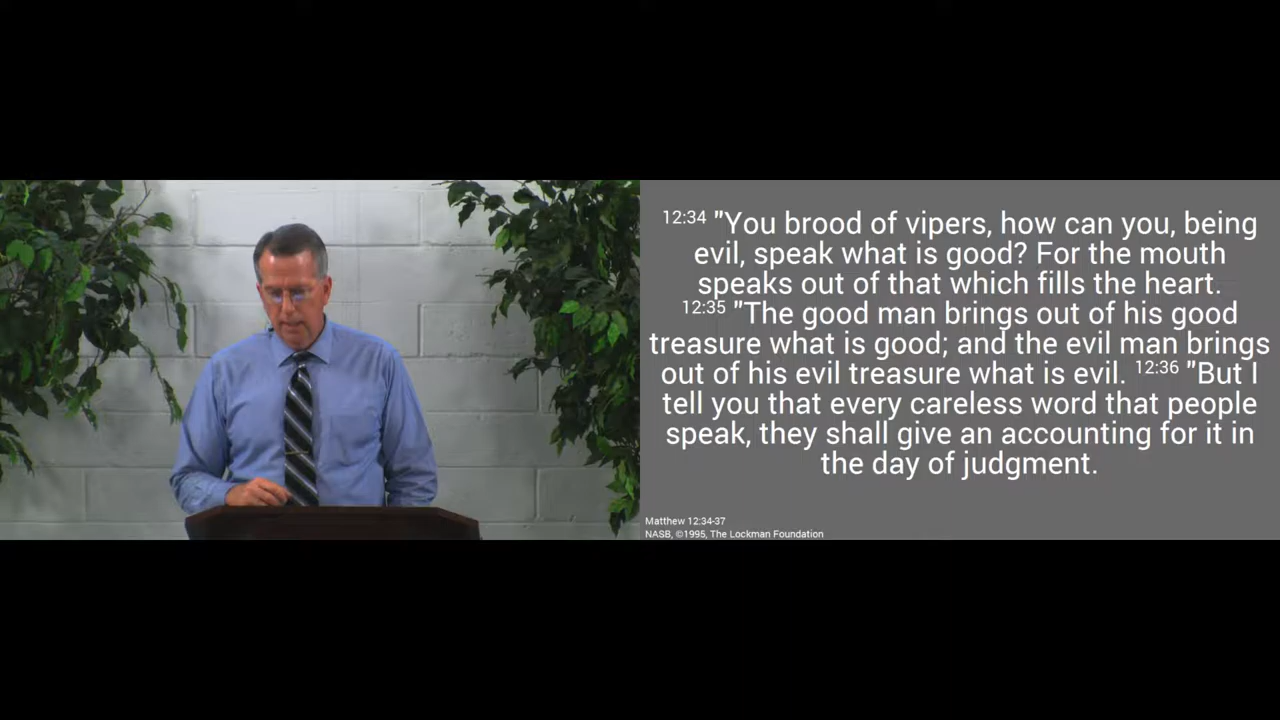 12:34 "You brood of vipers, how can you, being
evil, speak what is good? For the mouth
speaks out of that which fills the heart.
12:35 "The good man brings out of his good
treasure what is good; and the evil man brings
out of his evil treasure what is evil. 12:36 "But I
tell you that every careless word that people
speak, they shall give an accounting for it in
the day of judgment.
Matthew 12:34-37
NASB, ©1995, The Lockman Foundation